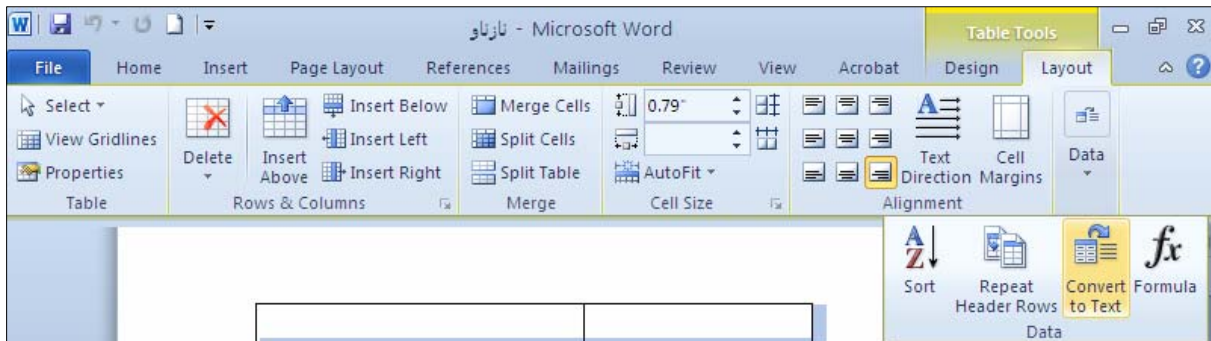 نازناو - Microsoft Word
Table Tools
File Home Insert Page Layout References Mailings Review View Acrobat Design Layout
Select Insert Below Merge Cells 0.79"
View Gridlines Delete Insert Above Insert Left Split Cells Text Direction Cell Margins Data
Properties Insert Right Split Table AutoFit
Table Rows & Columns Merge Cell Size Alignment
Sort Repeat Header Rows Convert to Text Formula
Data